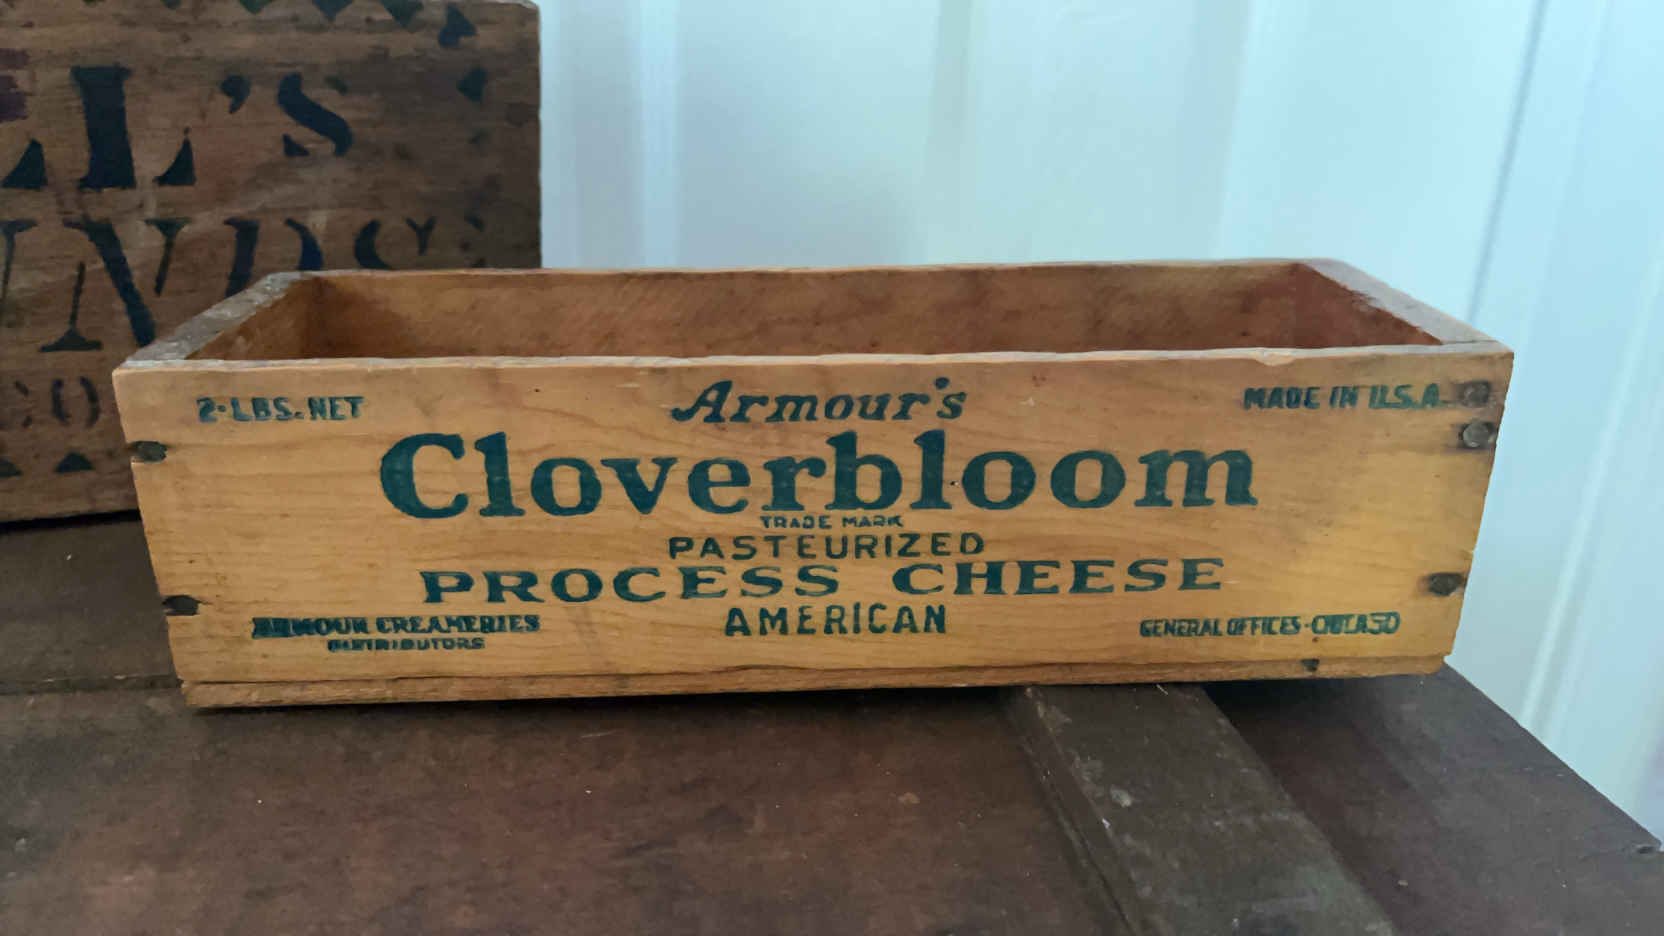 L'S
NDS
2-LBS. NET
Armour's
MADE IN U.S.A.
Cloverbloom
TRADE MARK
PASTEURIZED
PROCESS CHEESE
AMERICAN
ARMOUR CREAMERIES
DISTRIBUTORS
GENERAL OFFICES-CHICAGO